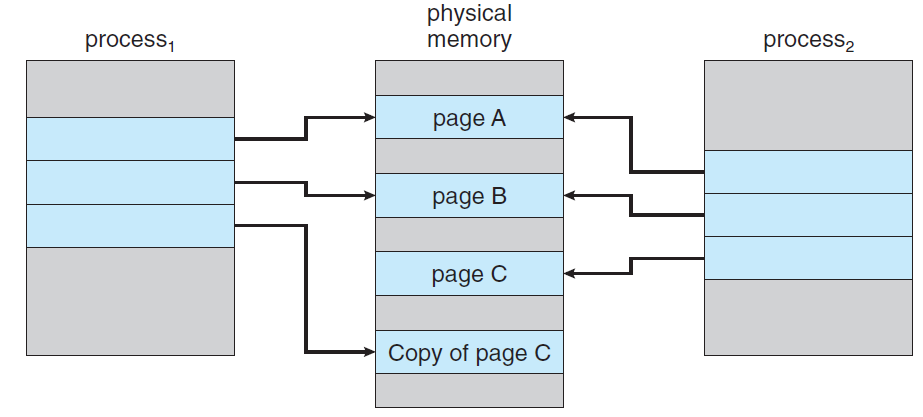 process₁
physical
memory
process₂
page A
page B
page C
Copy of page C